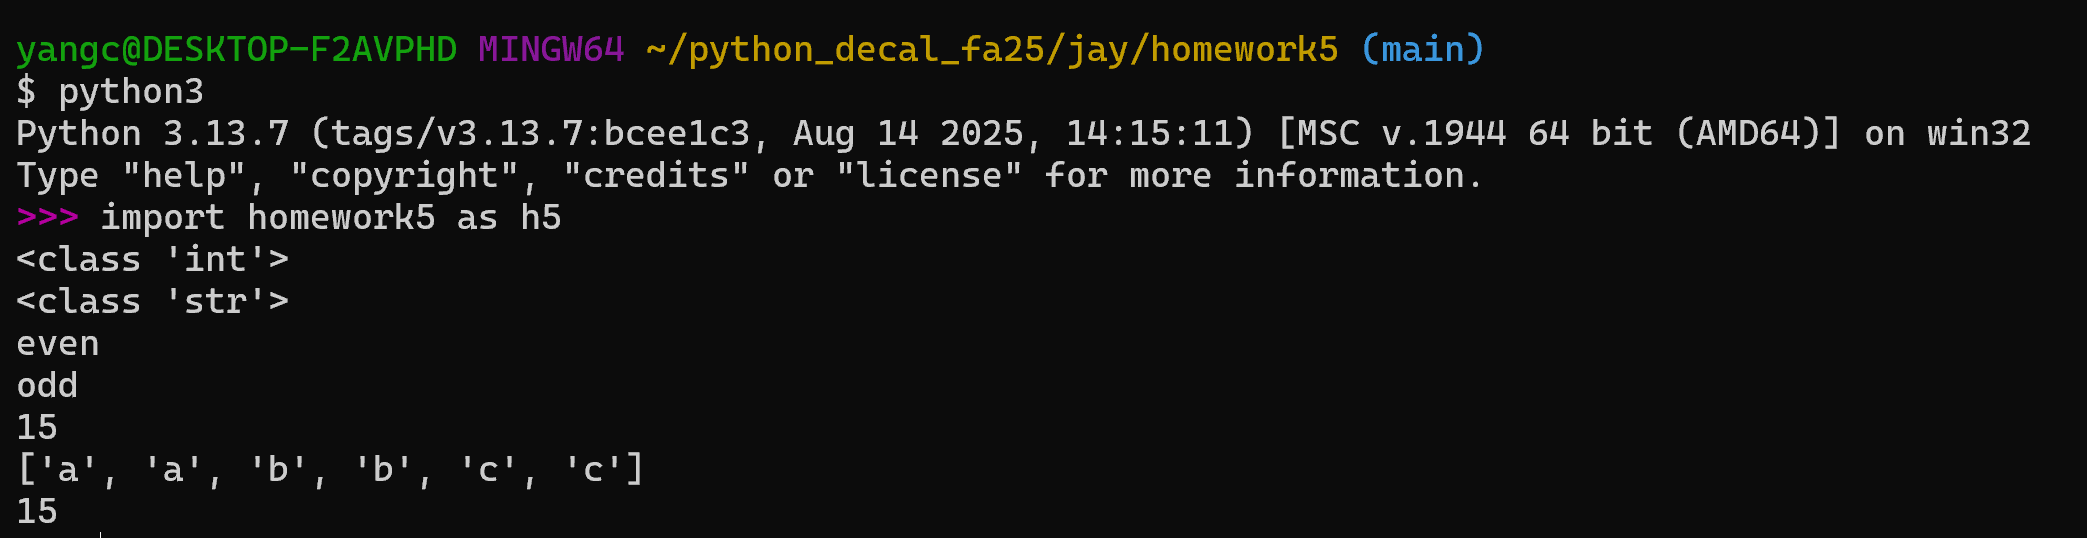 yangc@DESKTOP-F2AVPHD MINGW64 ~/python_decal_fa25/jay/homework5 (main)
$ python3
Python 3.13.7 (tags/v3.13.7:bcee1c3, Aug 14 2025, 14:15:11) [MSC v.1944 64 bit (AMD64)] on win32
Type "help", "copyright", "credits" or "license" for more information.
>>> import homework5 as h5
<class 'int'>
<class 'str'>
even
odd
15
['a', 'a', 'b', 'b', 'c', 'c']
15